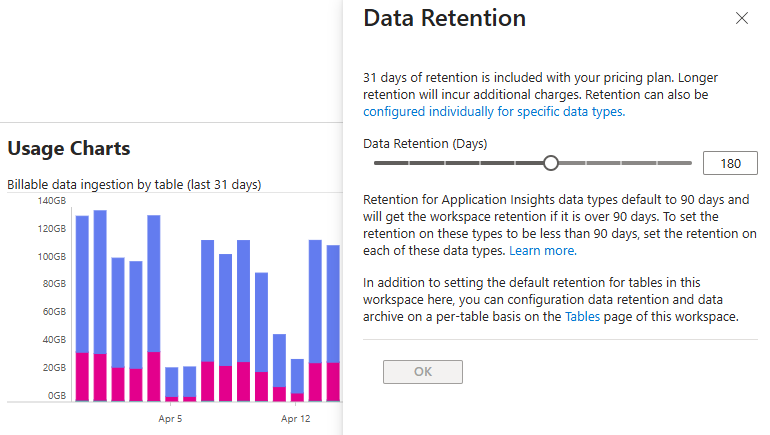 Data Retention
31 days of retention is included with your pricing plan. Longer
retention will incur additional charges. Retention can also be
configured individually for specific data types.
Data Retention (Days)
180
Retention for Application Insights data types default to 90 days and
will get the workspace retention if it is over 90 days. To set the
retention on these types to be less than 90 days, set the retention on
each of these data types. Learn more.
In addition to setting the default retention for tables in this
workspace here, you can configuration data retention and data
archive on a per-table basis on the Tables page of this workspace.
OK
Usage Charts
Billable data ingestion by table (last 31 days)
140GB
120GB
100GB
80GB
60GB
40GB
20GB
0GB
Apr 5
Apr 12